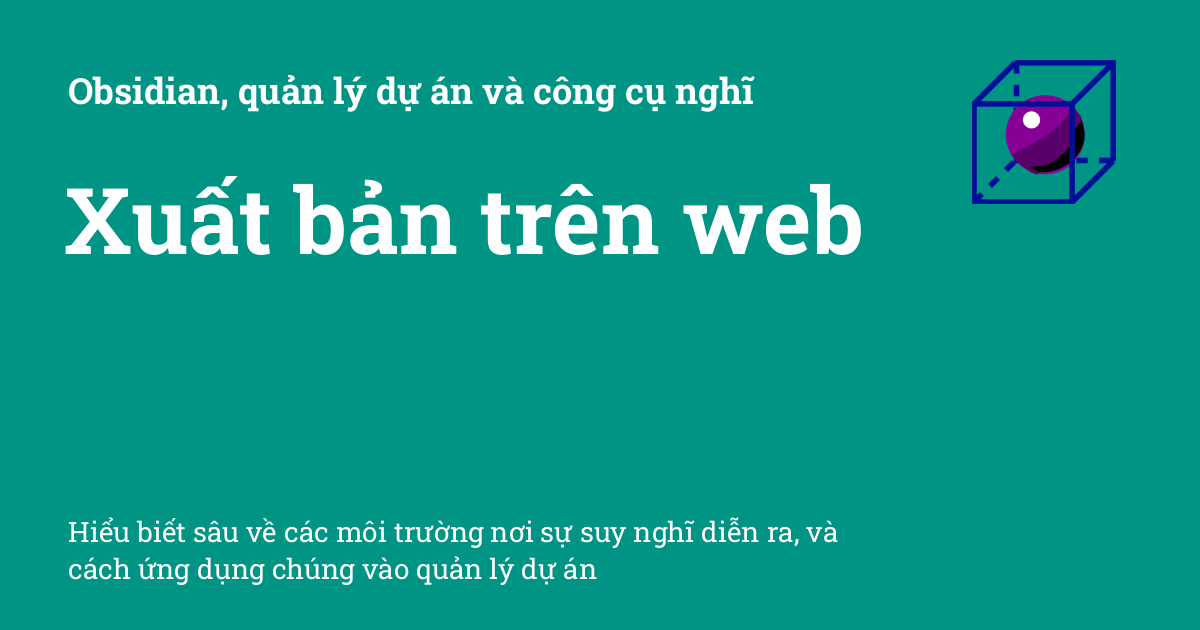 Obsidian, quản lý dự án và công cụ nghĩ
Xuất bản trên web
Hiểu biết sâu về các môi trường nơi sự suy nghĩ diễn ra, và
cách ứng dụng chúng vào quản lý dự án